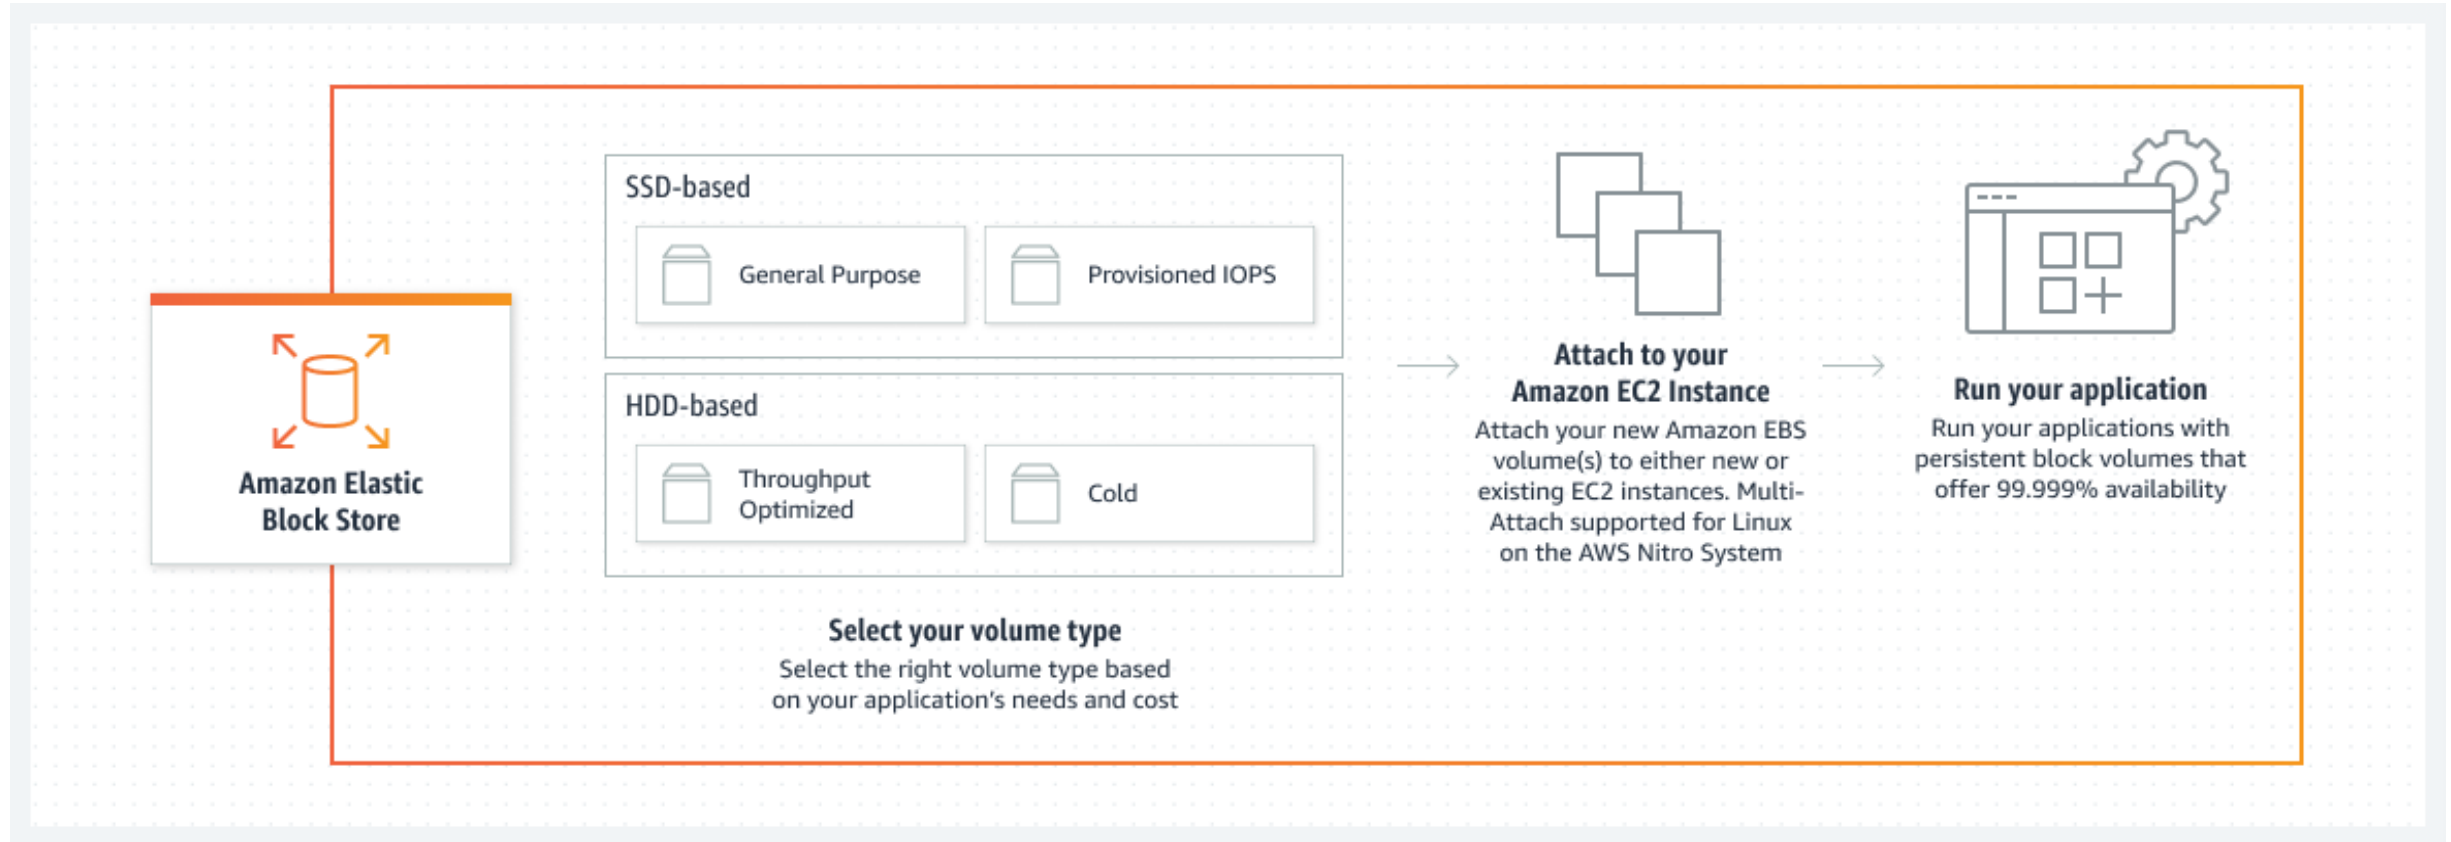 Amazon Elastic
Block Store
SSD-based
General Purpose
Provisioned IOPS
HDD-based
Throughput
Optimized
Cold
Select your volume type
Select the right volume type based
on your application's needs and cost
Attach to your
Amazon EC2 Instance
Attach your new Amazon EBS
volume(s) to either new or
existing EC2 instances. Multi-
Attach supported for Linux
on the AWS Nitro System
Run your application
Run your applications with
persistent block volumes that
offer 99.999% availability